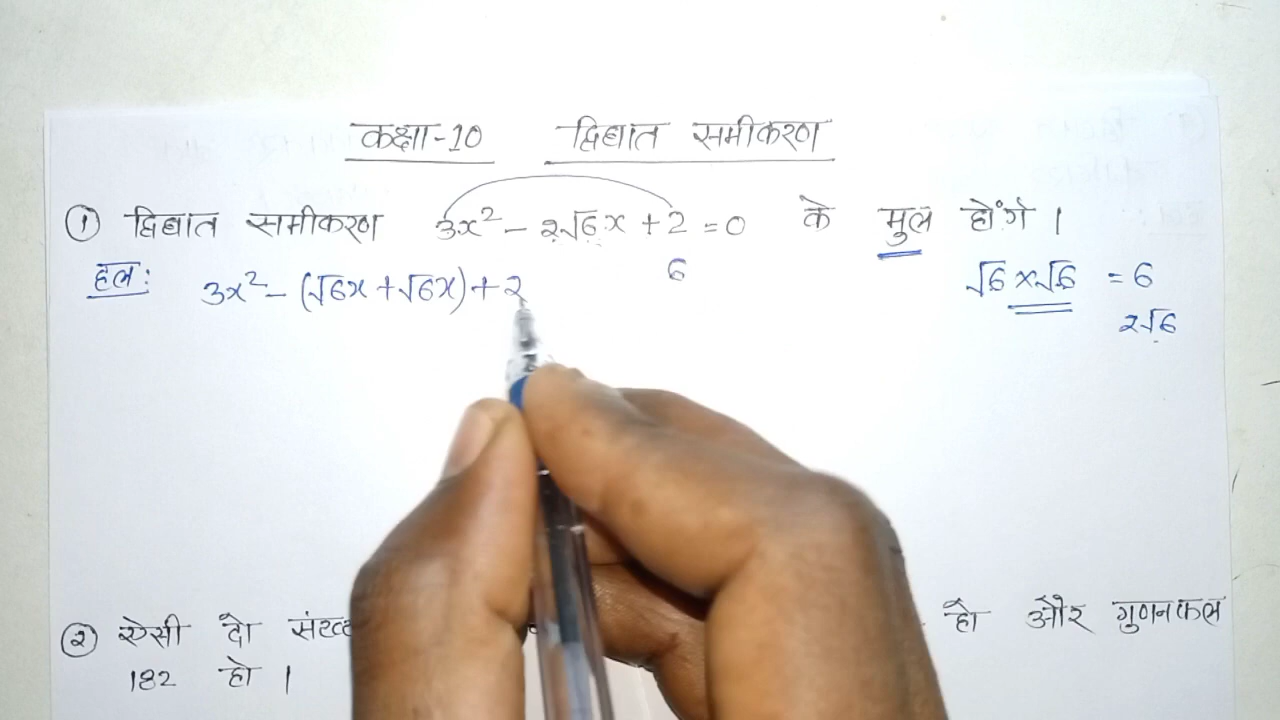 कक्षा-10 द्विघात समीकरण
① द्विघात समीकरण 3x² - 2√6x + 2 = 0 के मुल होंगे ।
6
हल: 3x² - (√6x + √6x) + 2
√6 × √6 = 6
2√6
② ऐसी दो हो और गुणनफल
182 हो ।